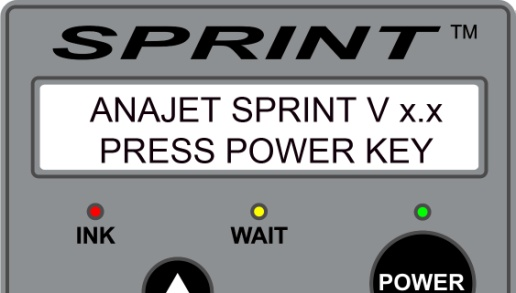 SPRINT™
ANAJET SPRINT V x.x
PRESS POWER KEY
INK WAIT
POWER